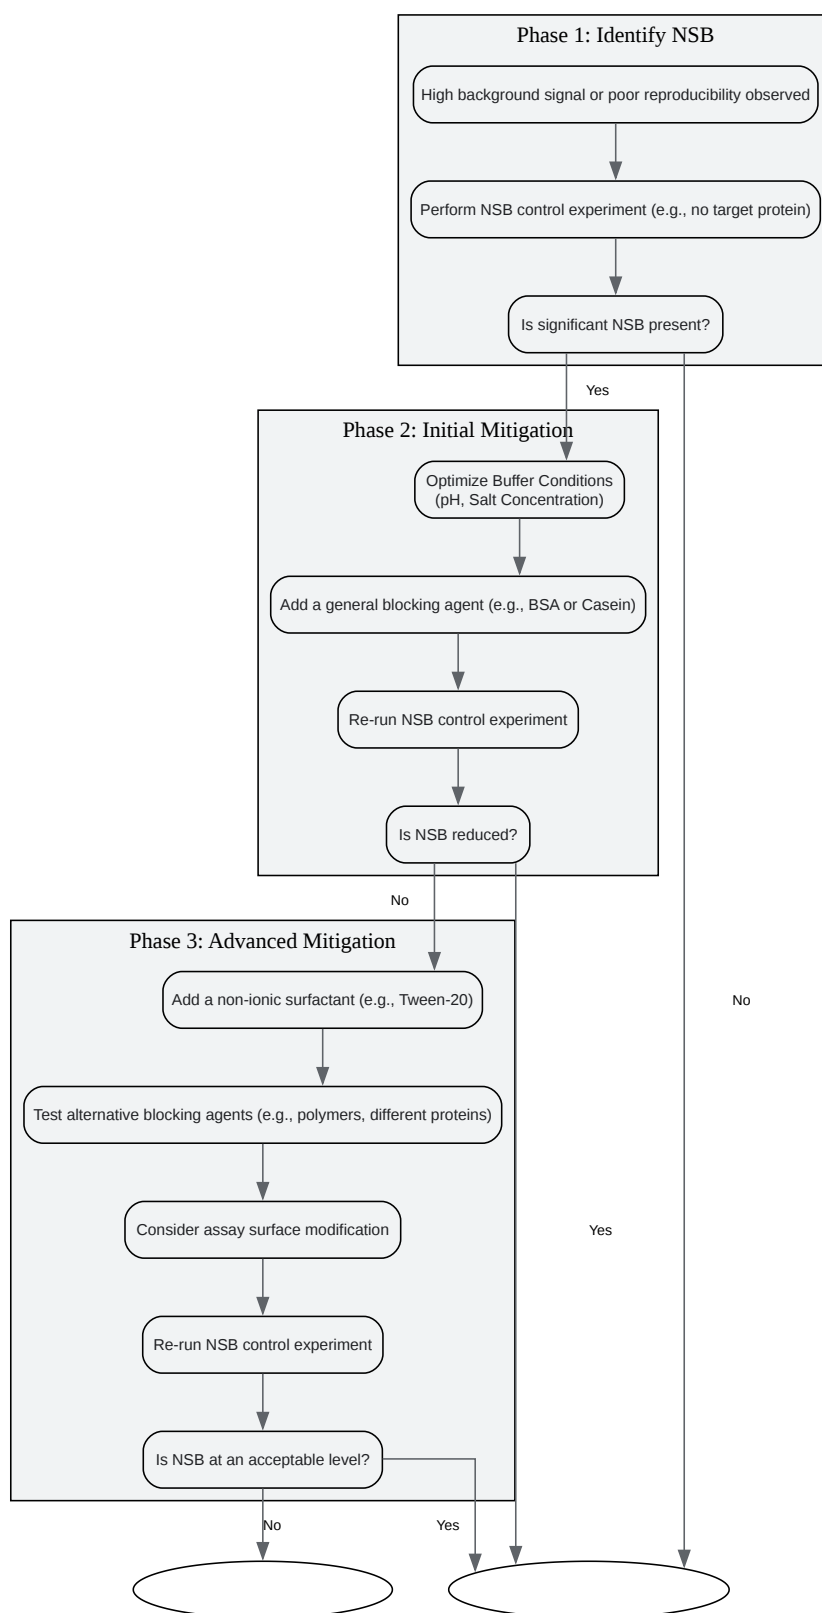 Phase 1: Identify NSB
High background signal or poor reproducibility observed
Perform NSB control experiment (e.g., no target protein)
Is significant NSB present?
Yes
Phase 2: Initial Mitigation
Optimize Buffer Conditions
(pH, Salt Concentration)
Add a general blocking agent (e.g., BSA or Casein)
Re-run NSB control experiment
Is NSB reduced?
No
Phase 3: Advanced Mitigation
Add a non-ionic surfactant (e.g., Tween-20)
No
Test alternative blocking agents (e.g., polymers, different proteins)
Consider assay surface modification
Yes
Re-run NSB control experiment
Is NSB at an acceptable level?
No
Yes